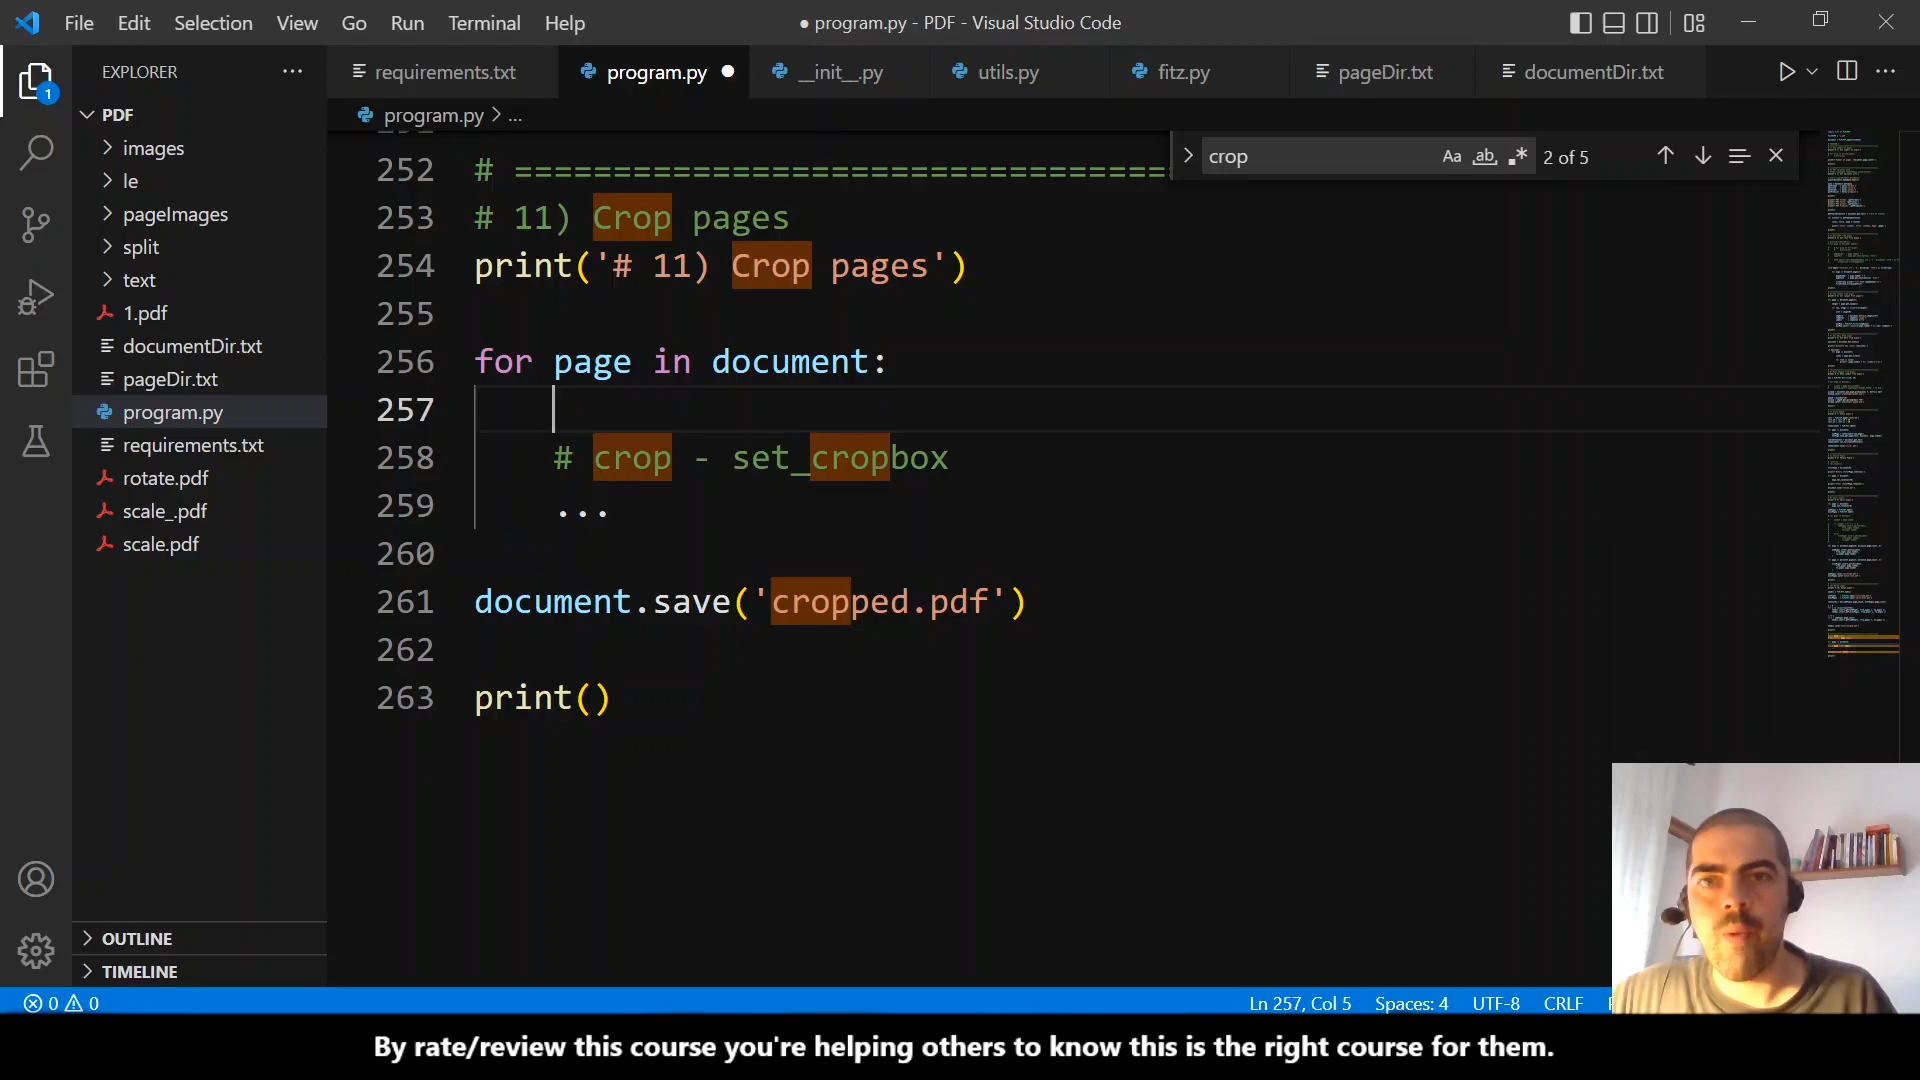 File Edit Selection View Go Run Terminal Help
● program.py - PDF - Visual Studio Code
EXPLORER
requirements.txt
program.py
__init__.py
utils.py
fitz.py
pageDir.txt
documentDir.txt
1
PDF
images
le
pageImages
split
text
1.pdf
documentDir.txt
pageDir.txt
program.py
requirements.txt
rotate.pdf
scale_.pdf
scale.pdf
OUTLINE
TIMELINE
program.py > ...
crop
Aa ab .*
2 of 5
252 # =================================
253 # 11) Crop pages
254 print('# 11) Crop pages')
255
256 for page in document:
257
258 # crop - set_cropbox
259 ...
260
261 document.save('cropped.pdf')
262
263 print()
0 0
Ln 257, Col 5 Spaces: 4 UTF-8 CRLF
By rate/review this course you're helping others to know this is the right course for them.